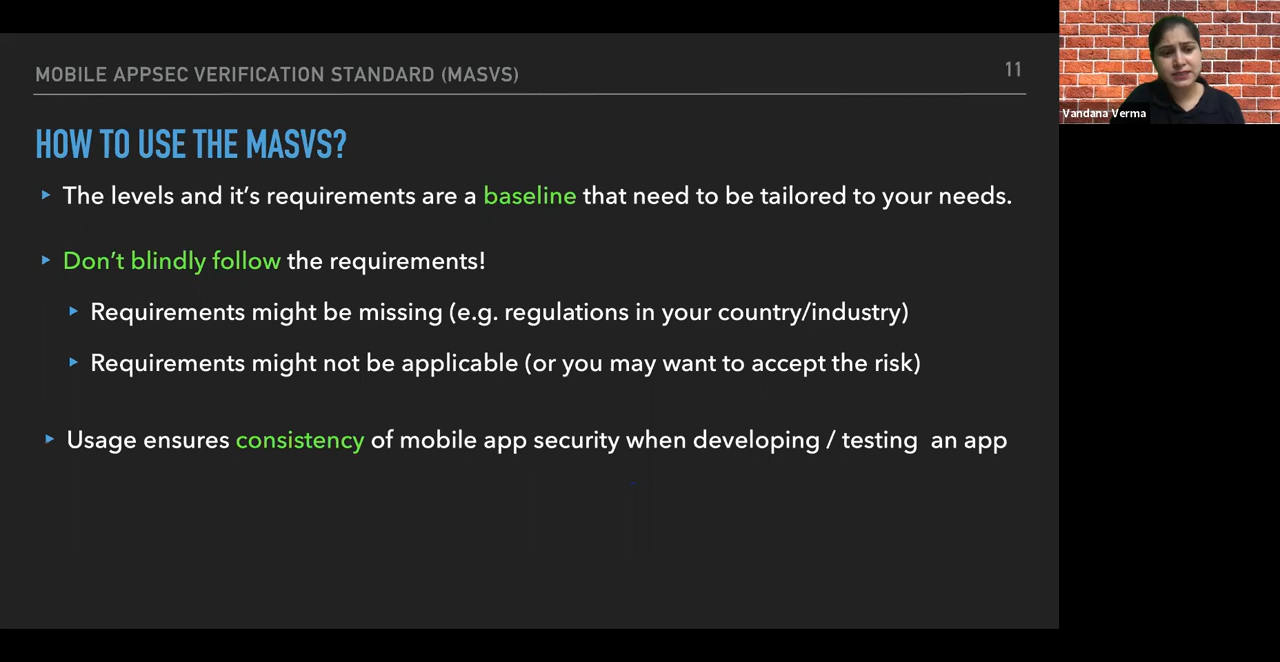 MOBILE APPSEC VERIFICATION STANDARD (MASVS)
11
HOW TO USE THE MASVS?
The levels and it’s requirements are a baseline that need to be tailored to your needs.
Don’t blindly follow the requirements!
Requirements might be missing (e.g. regulations in your country/industry)
Requirements might not be applicable (or you may want to accept the risk)
Usage ensures consistency of mobile app security when developing / testing an app
Vandana Verma